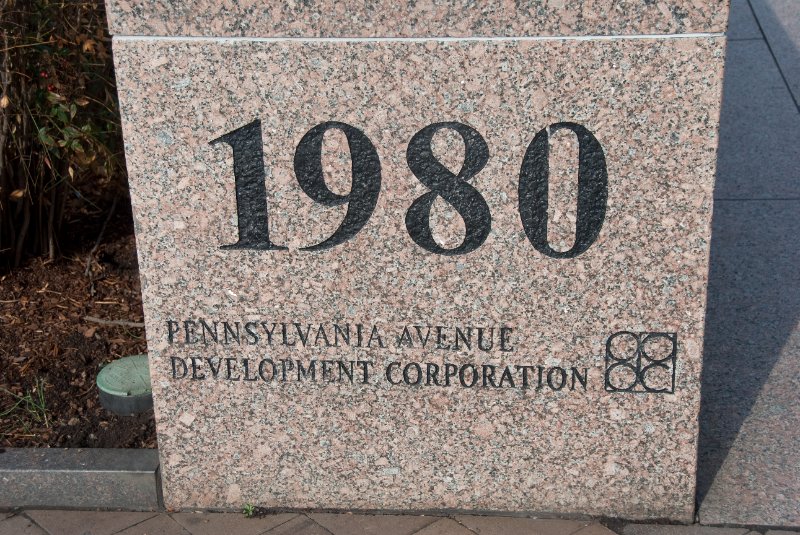 1980
PENNSYLVANIA AVENUE
DEVELOPMENT CORPORATION